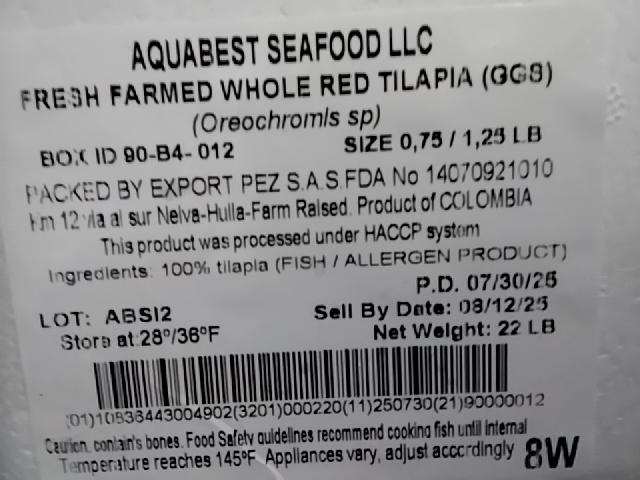 AQUABEST SEAFOOD LLC
FRESH FARMED WHOLE RED TILAPIA (GGS)
(Oreochromis sp)
BOX ID 90-B4-012
SIZE 0,75 / 1,25 LB
PACKED BY EXPORT PEZ S.A.S.FDA No 14070921010
Km 12 vía al sur Neiva-Huila-Farm Raised. Product of COLOMBIA
This product was processed under HACCP system
Ingredients: 100% tilapia (FISH / ALLERGEN PRODUCT)
P.D. 07/30/25
LOT: ABSI2
Sell By Date: 08/12/25
Store at:28°/36°F
Net Weight: 22 LB
(01)10836443004902(3201)000220(11)250730(21)90000012
Caution. contain's bones. Food Safety guidelines recommend cooking fish until internal
Temperature reaches 145°F. Appliances vary, adjust accordingly
8W